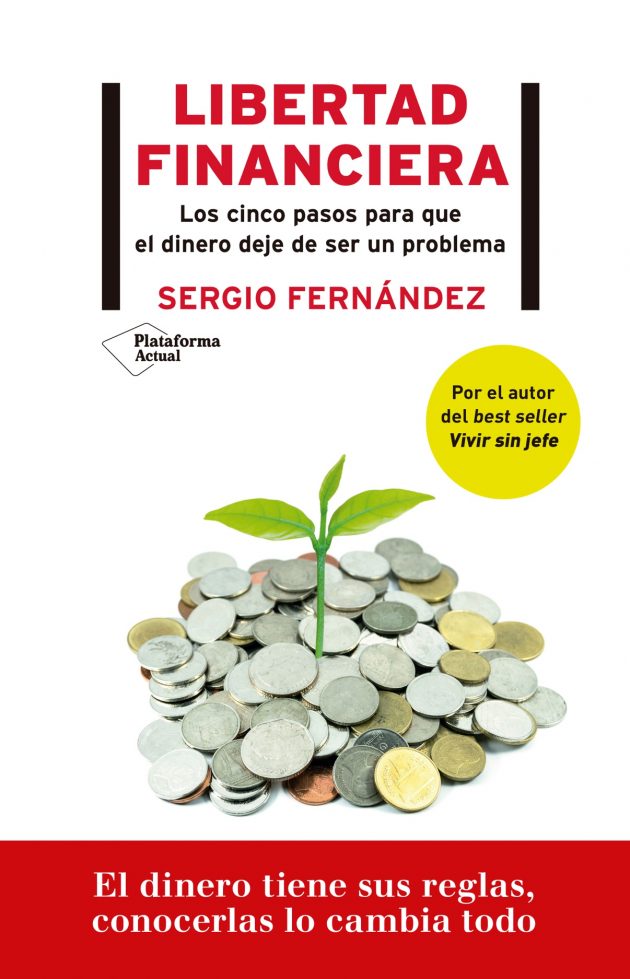 LIBERTAD
FINANCIERA
Los cinco pasos para que
el dinero deje de ser un problema
SERGIO FERNÁNDEZ
Plataforma
Actual
Por el autor
del best seller
Vivir sin jefe
El dinero tiene sus reglas,
conocerlas lo cambia todo